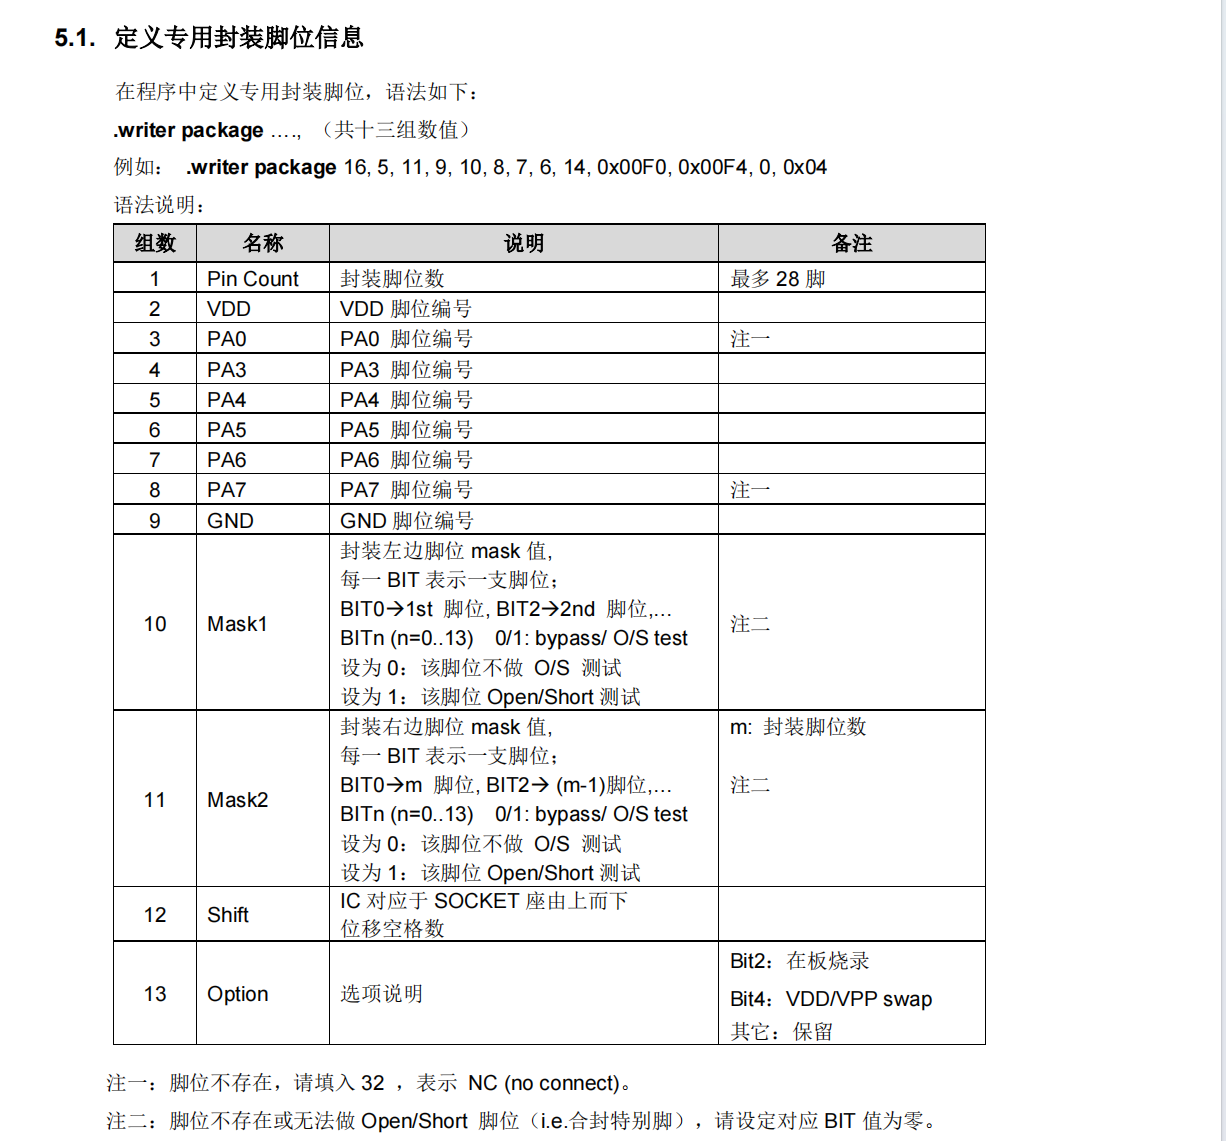 5.1. 定义专用封装脚位信息
在程序中定义专用封装脚位，语法如下：
.writer package …., （共十三组数值）
例如： .writer package 16, 5, 11, 9, 10, 8, 7, 6, 14, 0x00F0, 0x00F4, 0, 0x04
语法说明：
组数 名称 说明 备注
1 Pin Count 封装脚位数 最多 28 脚
2 VDD VDD 脚位编号
3 PA0 PA0 脚位编号 注一
4 PA3 PA3 脚位编号
5 PA4 PA4 脚位编号
6 PA5 PA5 脚位编号
7 PA6 PA6 脚位编号
8 PA7 PA7 脚位编号 注一
9 GND GND 脚位编号
10 Mask1
封装左边脚位 mask 值,
每一 BIT 表示一支脚位；
BIT0→1st 脚位, BIT2→2nd 脚位,…
BITn (n=0..13) 0/1: bypass/ O/S test
设为 0：该脚位不做 O/S 测试
设为 1：该脚位 Open/Short 测试
注二
11 Mask2
封装右边脚位 mask 值,
每一 BIT 表示一支脚位；
BIT0→m 脚位, BIT2→ (m-1)脚位,…
BITn (n=0..13) 0/1: bypass/ O/S test
设为 0：该脚位不做 O/S 测试
设为 1：该脚位 Open/Short 测试
m: 封装脚位数
注二
12 Shift
IC 对应于 SOCKET 座由上而下
位移空格数
13 Option 选项说明
Bit2：在板烧录
Bit4：VDD/VPP swap
其它：保留
注一：脚位不存在，请填入 32 ，表示 NC (no connect)。
注二：脚位不存在或无法做 Open/Short 脚位（i.e.合封特别脚），请设定对应 BIT 值为零。